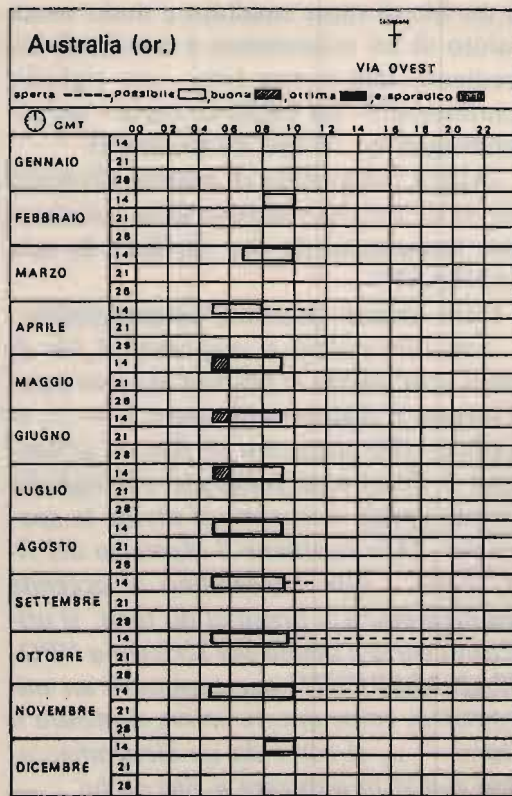 Australia (or.)
VIA OVEST
aperta, possibile, buona, ottima, e sporadico
GMT 00 02 04 06 08 10 12 14 16 18 20 22
GENNAIO 14
21
28
FEBBRAIO 14
21
28
MARZO 14
21
28
APRILE 14
21
28
MAGGIO 14
21
28
GIUGNO 14
21
28
LUGLIO 14
21
28
AGOSTO 14
21
28
SETTEMBRE 14
21
28
OTTOBRE 14
21
28
NOVEMBRE 14
21
28
DICEMBRE 14
21
28